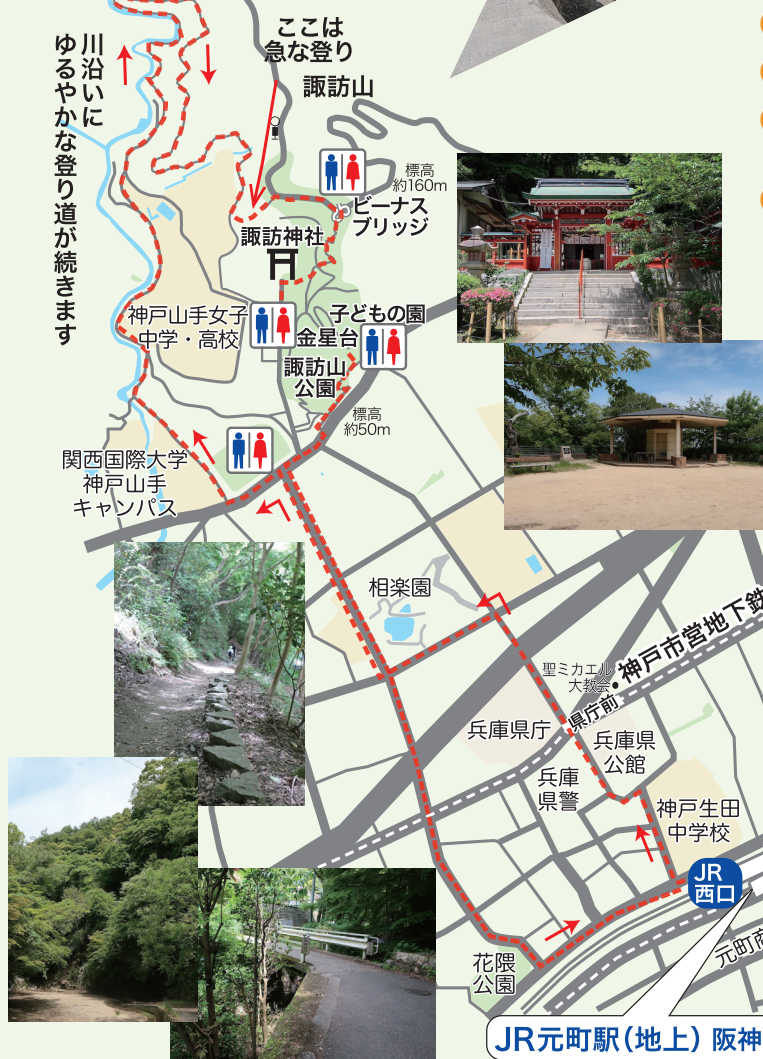 ここは
急な登り
諏訪山
川沿いに
ゆるやかな登り道が続きます
標高
約160m
ビーナス
ブリッジ
諏訪神社
神戸山手女子
中学・高校
子どもの園
金星台
諏訪山
公園
標高
約50m
関西国際大学
神戸山手
キャンパス
相楽園
聖ミカエル
大教会
神戸市営地下鉄
県庁前
兵庫県庁
兵庫県
公館
兵庫
県警
神戸生田
中学校
JR
西口
花隈
公園
元町商
JR元町駅(地上) 阪神